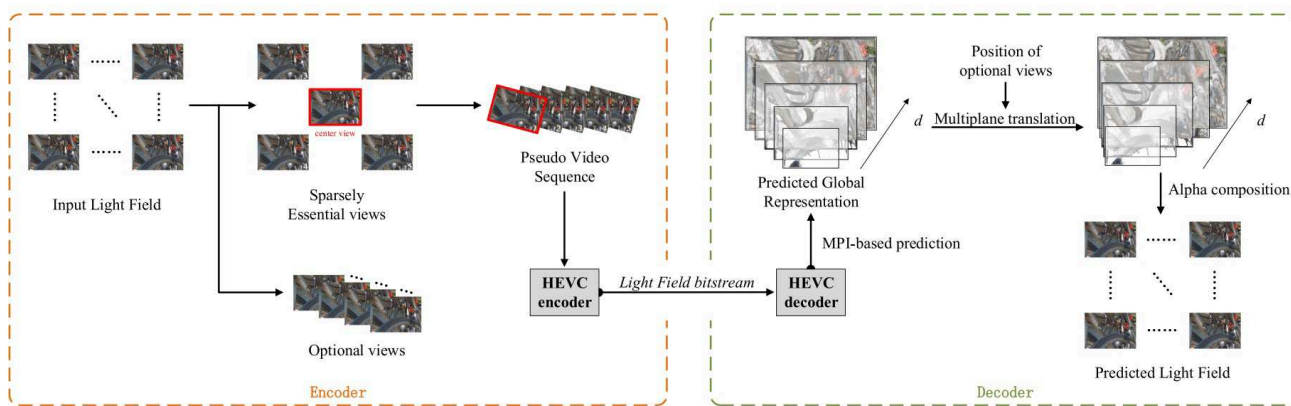 Input Light Field
center view
Sparsely
Essential views
Optional views
Pseudo Video
Sequence
HEVC
encoder
Encoder
Light Field bitstream
HEVC
decoder
MPI-based prediction
Predicted Global
Representation
d
Position of
optional views
Multiplane translation
d
Alpha composition
Predicted Light Field
Decoder